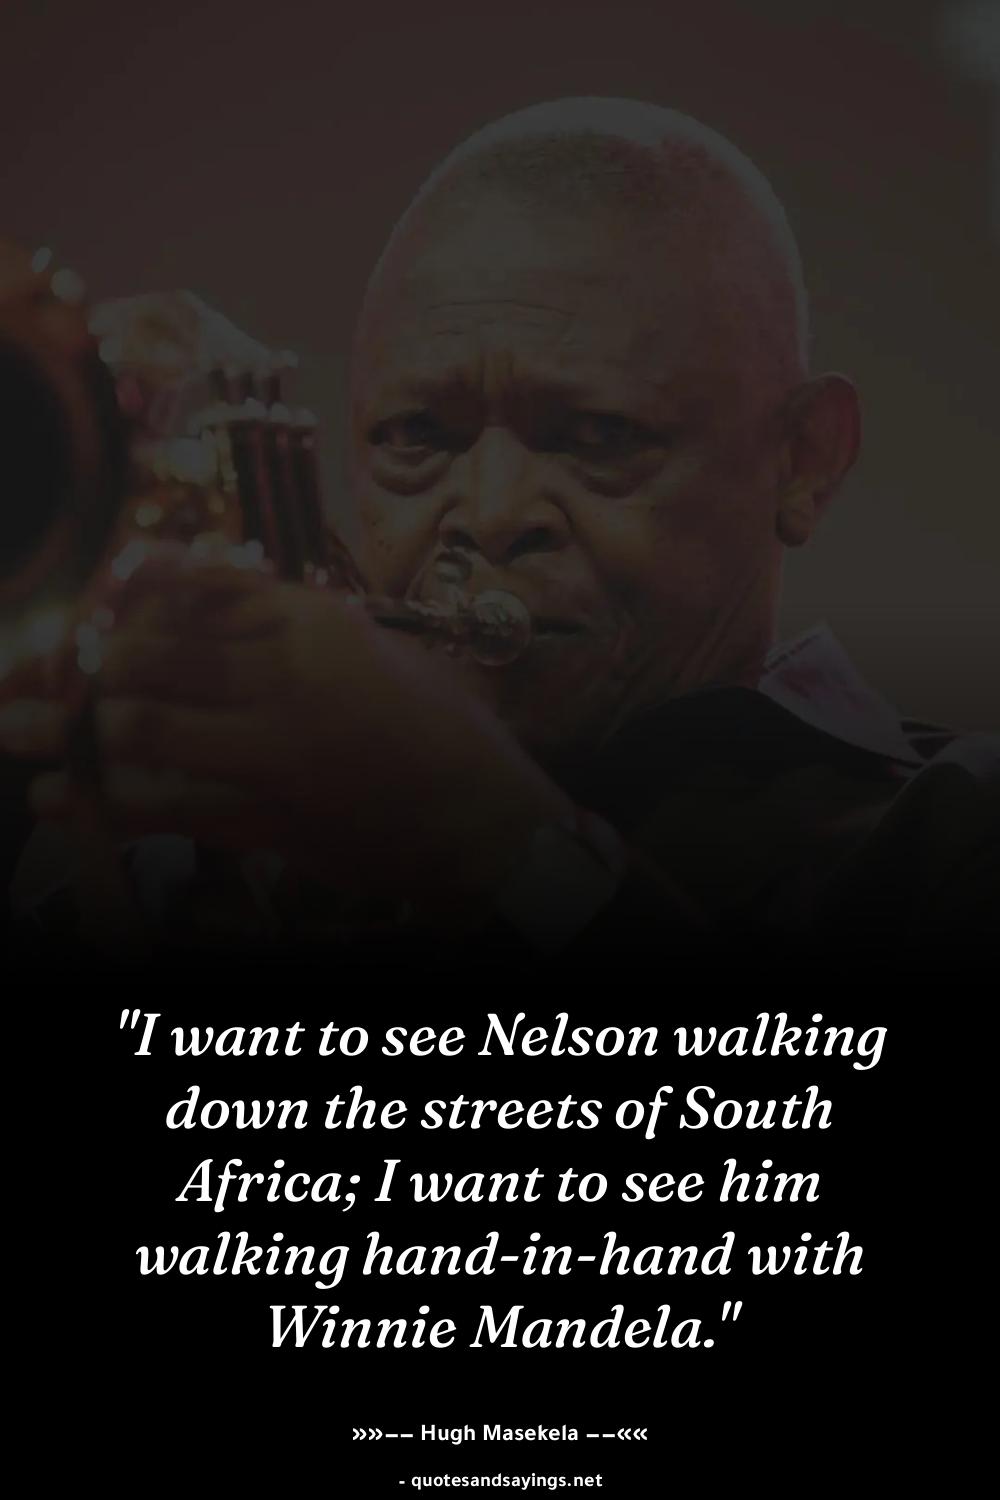 "I want to see Nelson walking
down the streets of South
Africa; I want to see him
walking hand-in-hand with
Winnie Mandela."
»»-- Hugh Masekela --««
- quotesandsayings.net